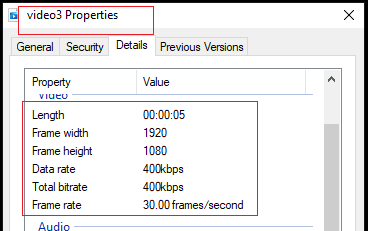 video3 Properties
General Security Details Previous Versions
Property Value
Video
Length 00:00:05
Frame width 1920
Frame height 1080
Data rate 400kbps
Total bitrate 400kbps
Frame rate 30.00 frames/second
Audio